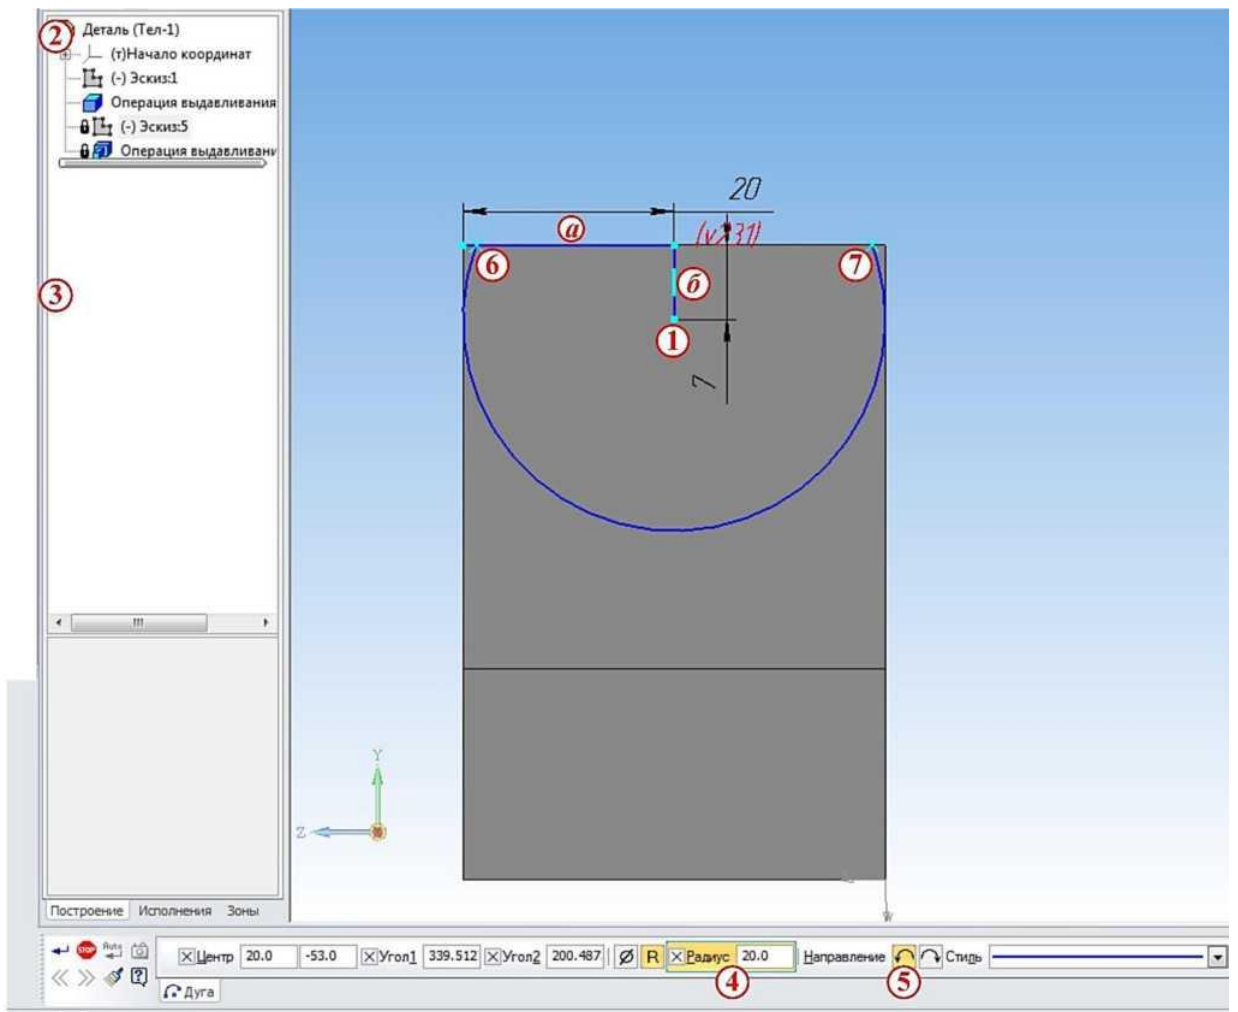 2
Деталь (Тел-1)
(т)Начало координат
(-) Эскиз:1
Операция выдавливания
(-) Эскиз:5
Операция выдавливани
3
20
а
(v231)
6
7
б
1
7
Y
Z
Построение Исполнения Зоны
STOP Auto
Центр 20.0 -53.0 Угол1 339.512 Угол2 200.487 Ø R Радиус 20.0 Направление Стиль
4 5
Дуга